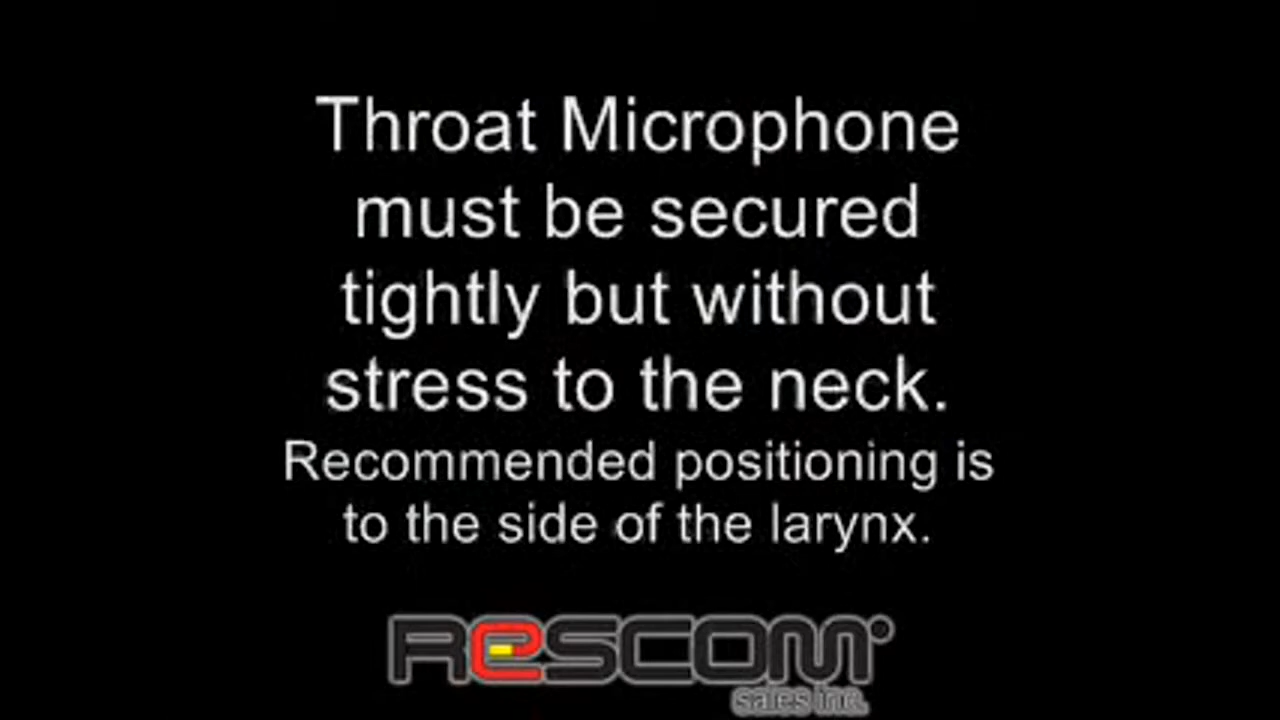 Throat Microphone
must be secured
tightly but without
stress to the neck.
Recommended positioning is
to the side of the larynx.
Rescom
sales inc.